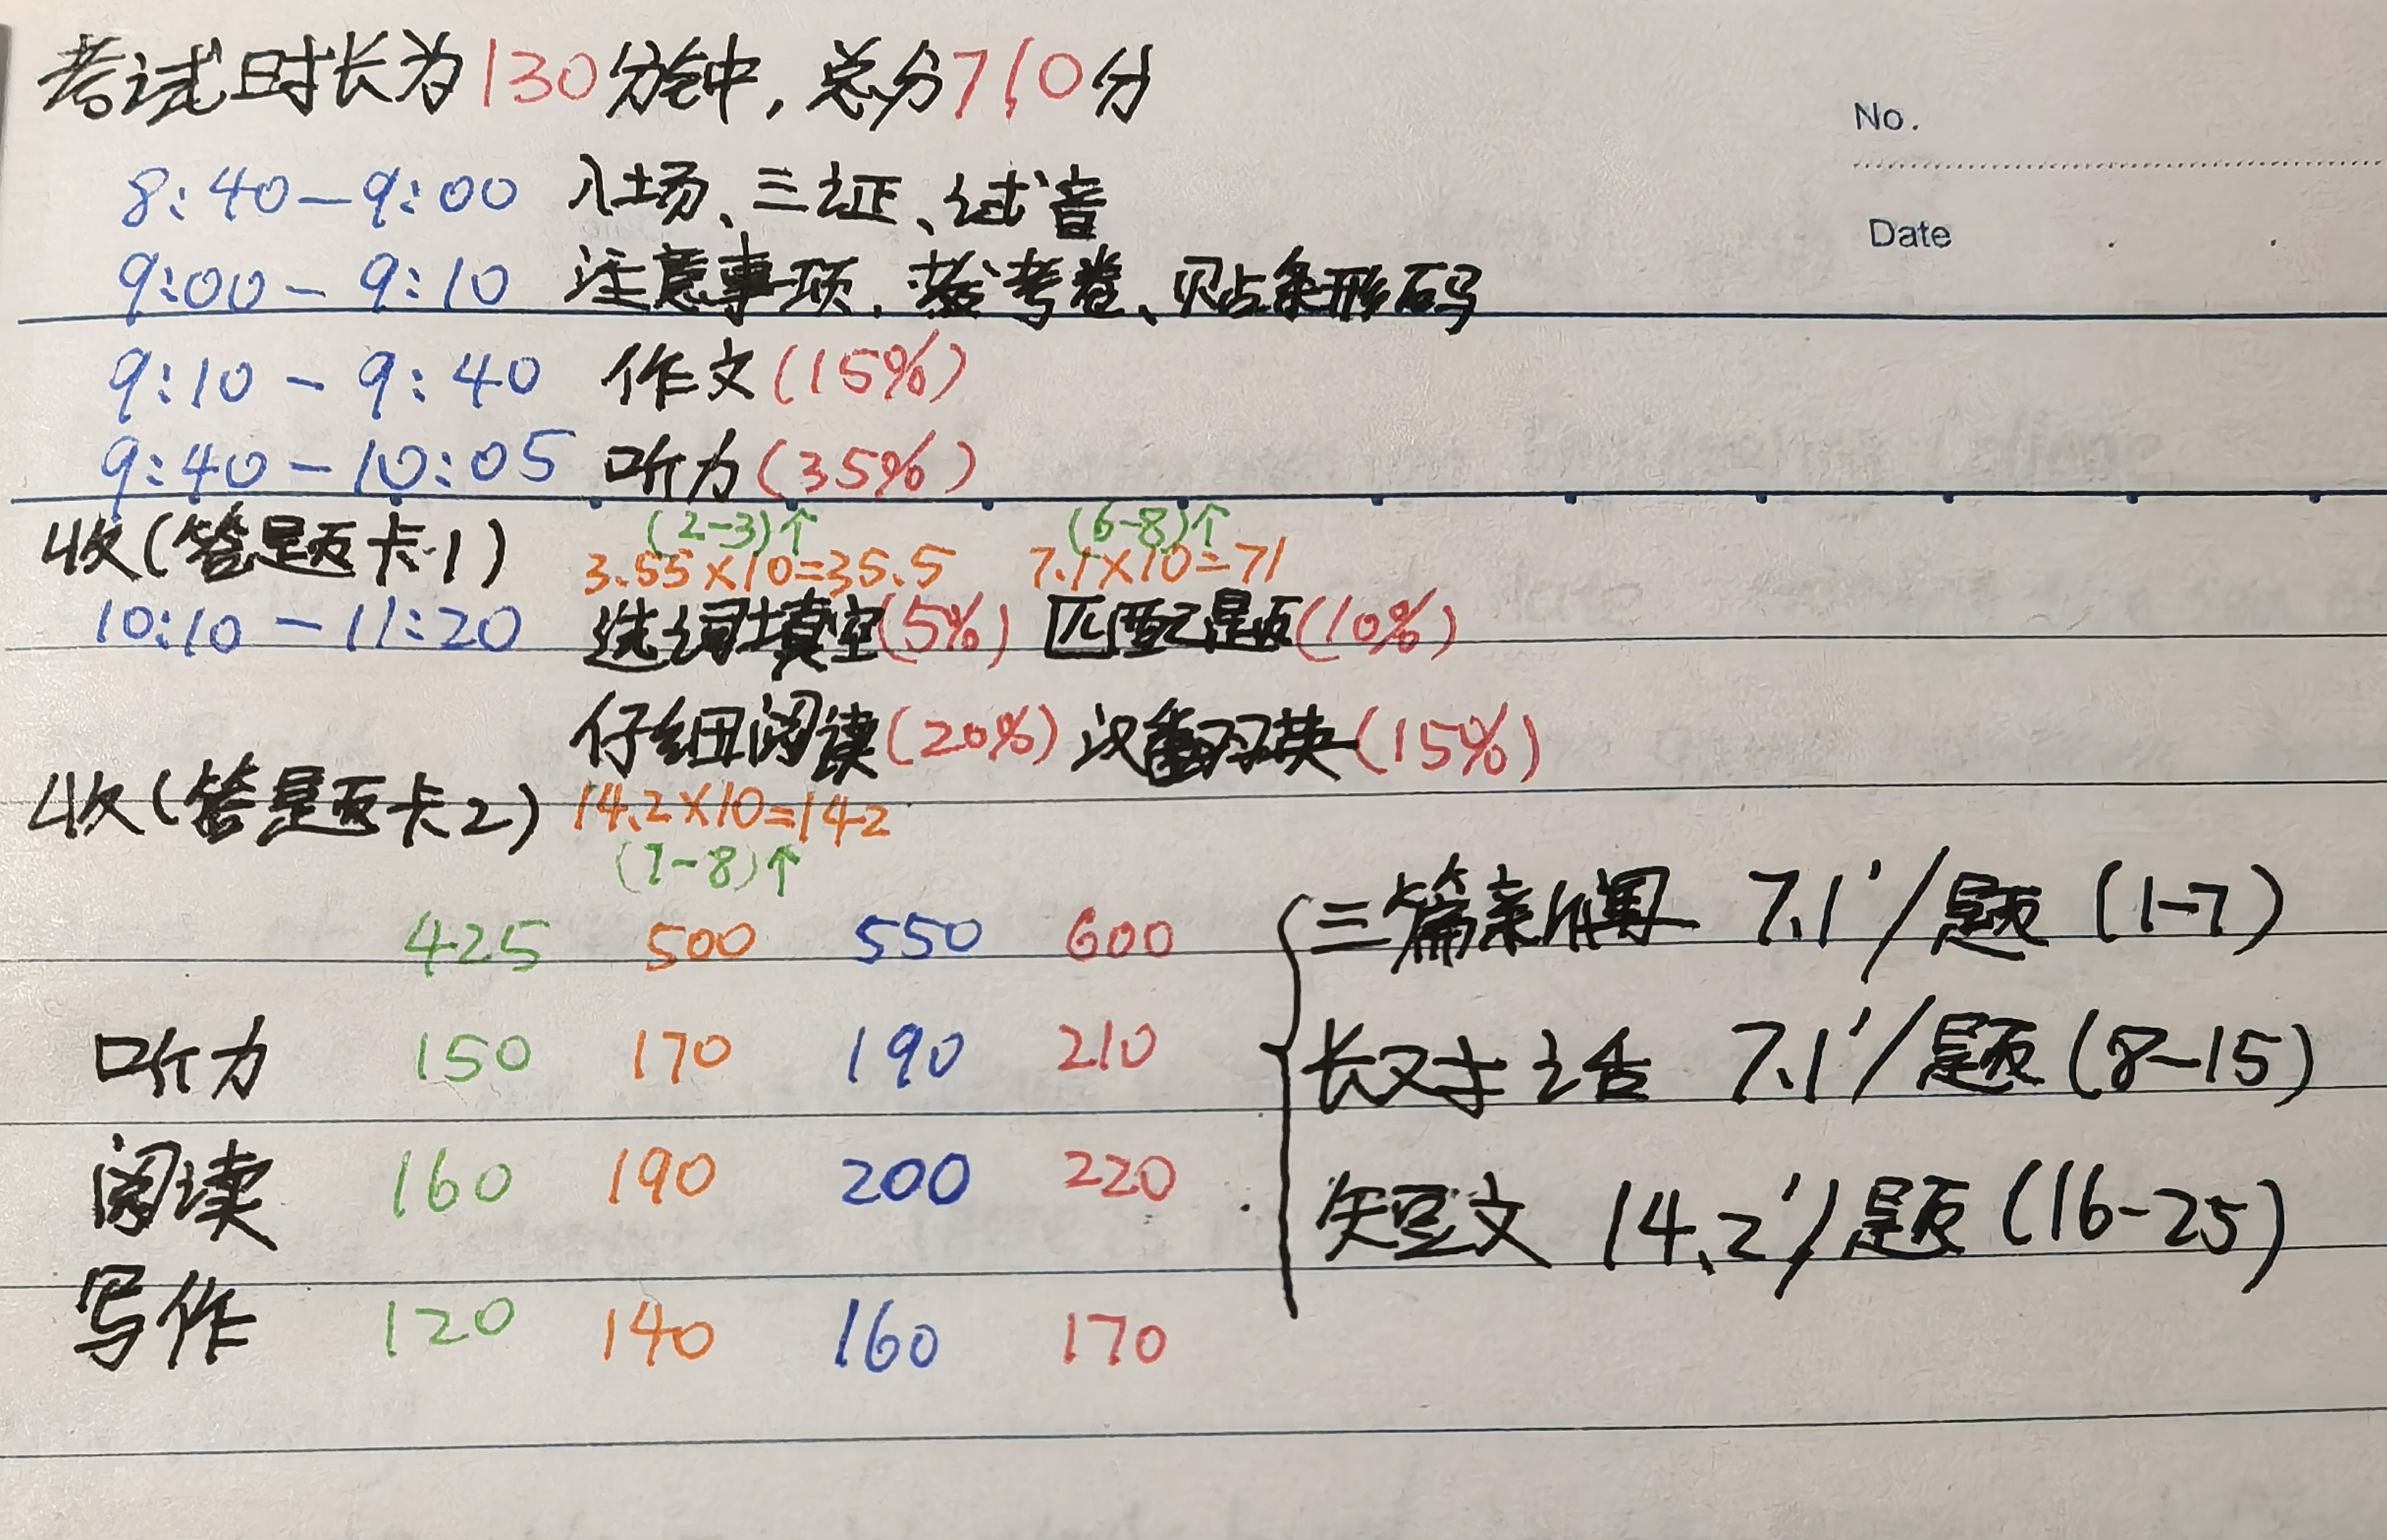 考试时长为130分钟,总分710分
No.
8:40-9:00 入场、三证、试音
Date
9:00-9:10 注意事项、发考卷、贴条形码
9:10-9:40 作文(15%)
9:40-10:05 听力(35%)
收(答题卡1)
(2-3)↑ (6-8)↑
3.55×10=35.5 7.1×10=71
10:10-11:20 选词填空(5%) 匹配题(10%)
仔细阅读(20%) 汉翻英(15%)
收(答题卡2) 14.2×10=142
(7-8)↑
425 500 550 600
听力 150 170 190 210
阅读 160 190 200 220
写作 120 140 160 170
三篇新闻 7.1'/题(1-7)
长对话 7.1'/题(8-15)
短文 14.2'/题(16-25)